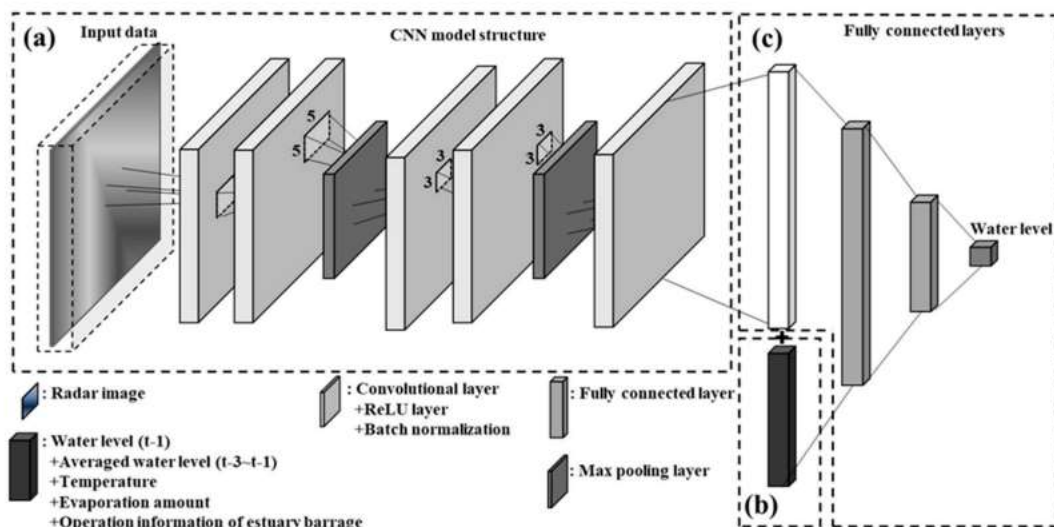 (a)
Input data
CNN model structure
5
5
3
3
3
3
(c)
Fully connected layers
Water level
+
(b)
: Radar image
: Water level (t-1)
+Averaged water level (t-3~t-1)
+Temperature
+Evaporation amount
+Operation information of estuary barrage
: Convolutional layer
+ReLU layer
+Batch normalization
: Fully connected layer
: Max pooling layer